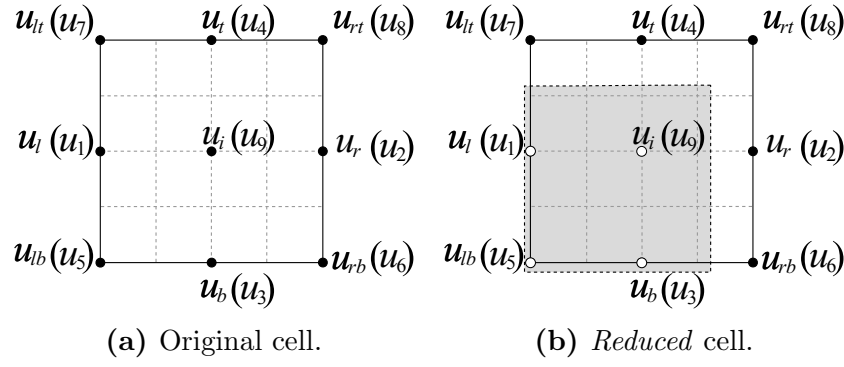 u_lt (u_7) u_t (u_4) u_rt (u_8) u_lt (u_7) u_t (u_4) u_rt (u_8)
u_l (u_1) u_i (u_9) u_r (u_2) u_l (u_1) u_i (u_9) u_r (u_2)
u_lb (u_5) u_rb (u_6) u_lb (u_5) u_rb (u_6)
u_b (u_3) u_b (u_3)
(a) Original cell. (b) Reduced cell.